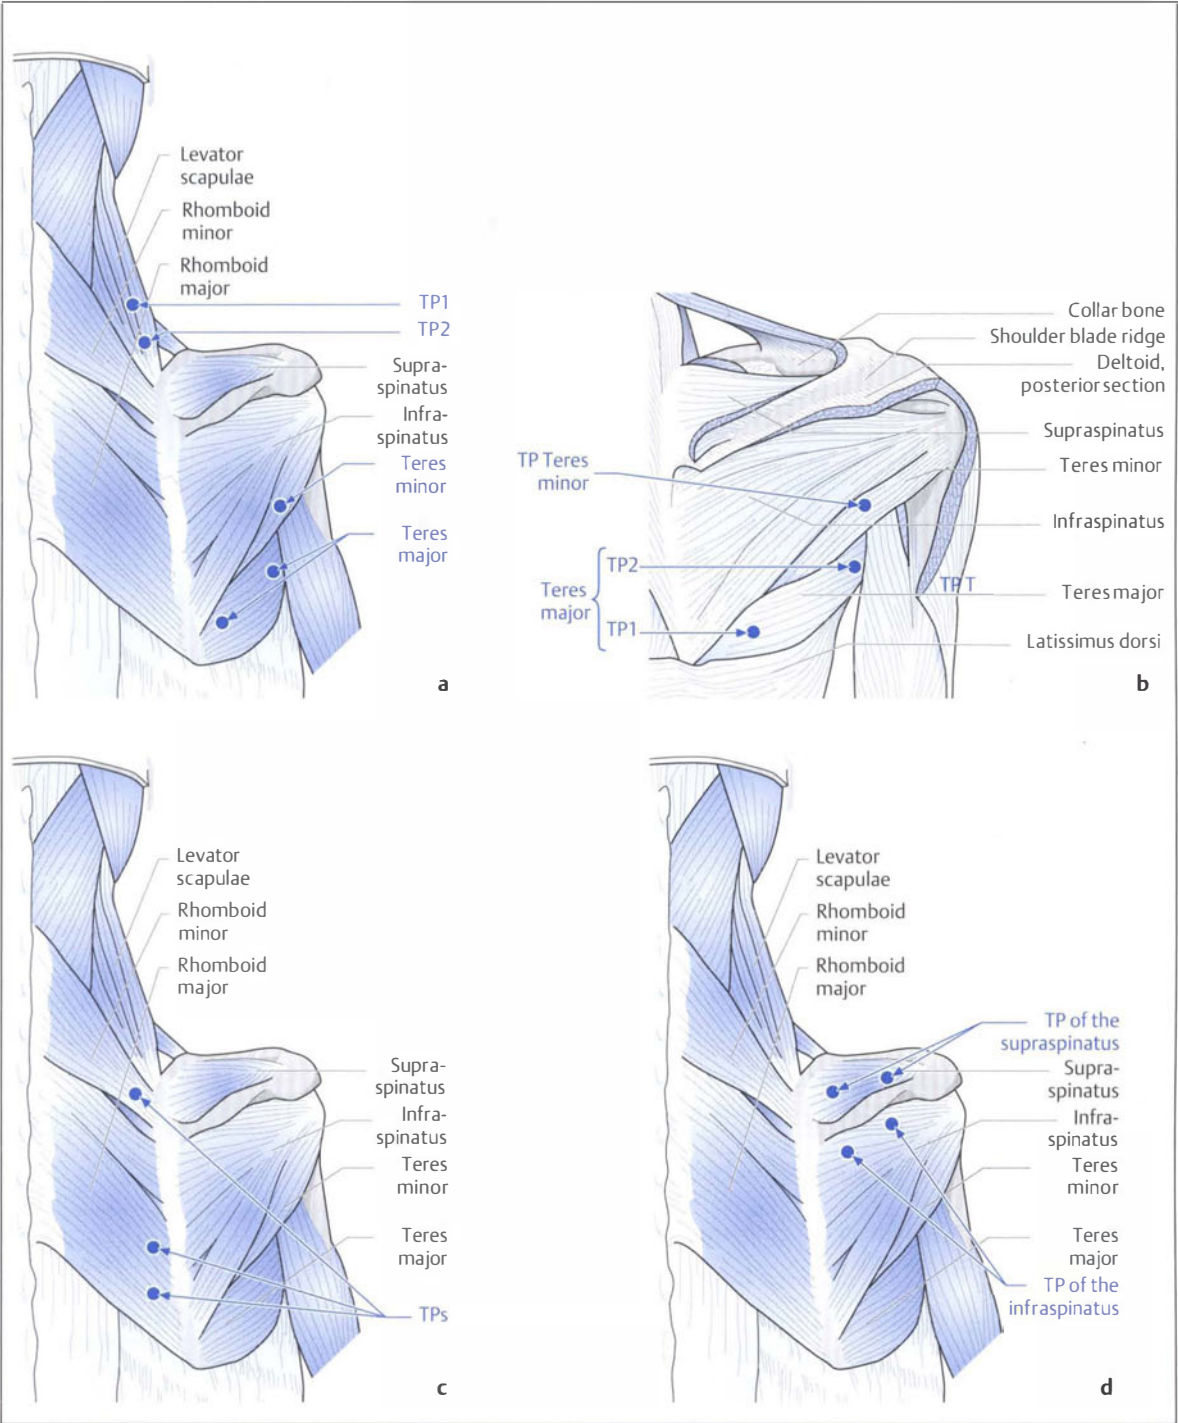 Levator
scapulae
Rhomboid
minor
Rhomboid
major
TP1
TP2
Supra-
spinatus
Infra-
spinatus
Teres
minor
Teres
major
a
Collar bone
Shoulder blade ridge
Deltoid,
posterior section
Supraspinatus
TP Teres
minor
Teres minor
Infraspinatus
TP2
Teres
major
TP T
Teres major
TP1
Latissimus dorsi
b
Levator
scapulae
Rhomboid
minor
Rhomboid
major
Supra-
spinatus
Infra-
spinatus
Teres
minor
Teres
major
TPs
c
Levator
scapulae
Rhomboid
minor
Rhomboid
major
TP of the
supraspinatus
Supra-
spinatus
Infra-
spinatus
Teres
minor
Teres
major
TP of the
infraspinatus
d